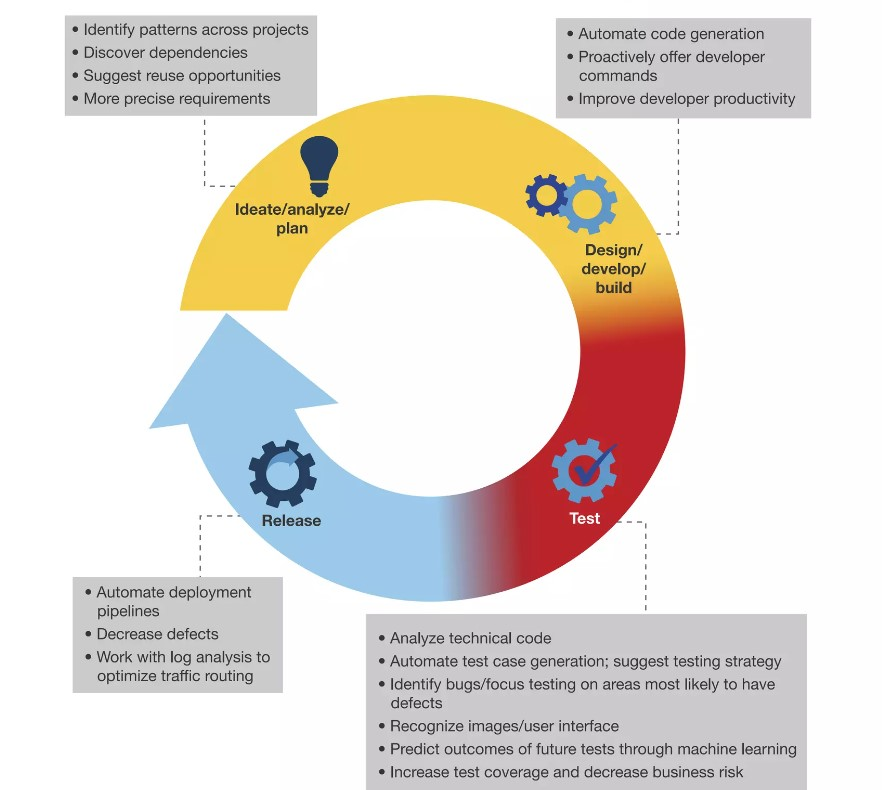 • Identify patterns across projects
• Discover dependencies
• Suggest reuse opportunities
• More precise requirements
• Automate code generation
• Proactively offer developer
commands
• Improve developer productivity
Ideate/analyze/
plan
Design/
develop/
build
Test
Release
• Automate deployment
pipelines
• Decrease defects
• Work with log analysis to
optimize traffic routing
• Analyze technical code
• Automate test case generation; suggest testing strategy
• Identify bugs/focus testing on areas most likely to have
defects
• Recognize images/user interface
• Predict outcomes of future tests through machine learning
• Increase test coverage and decrease business risk